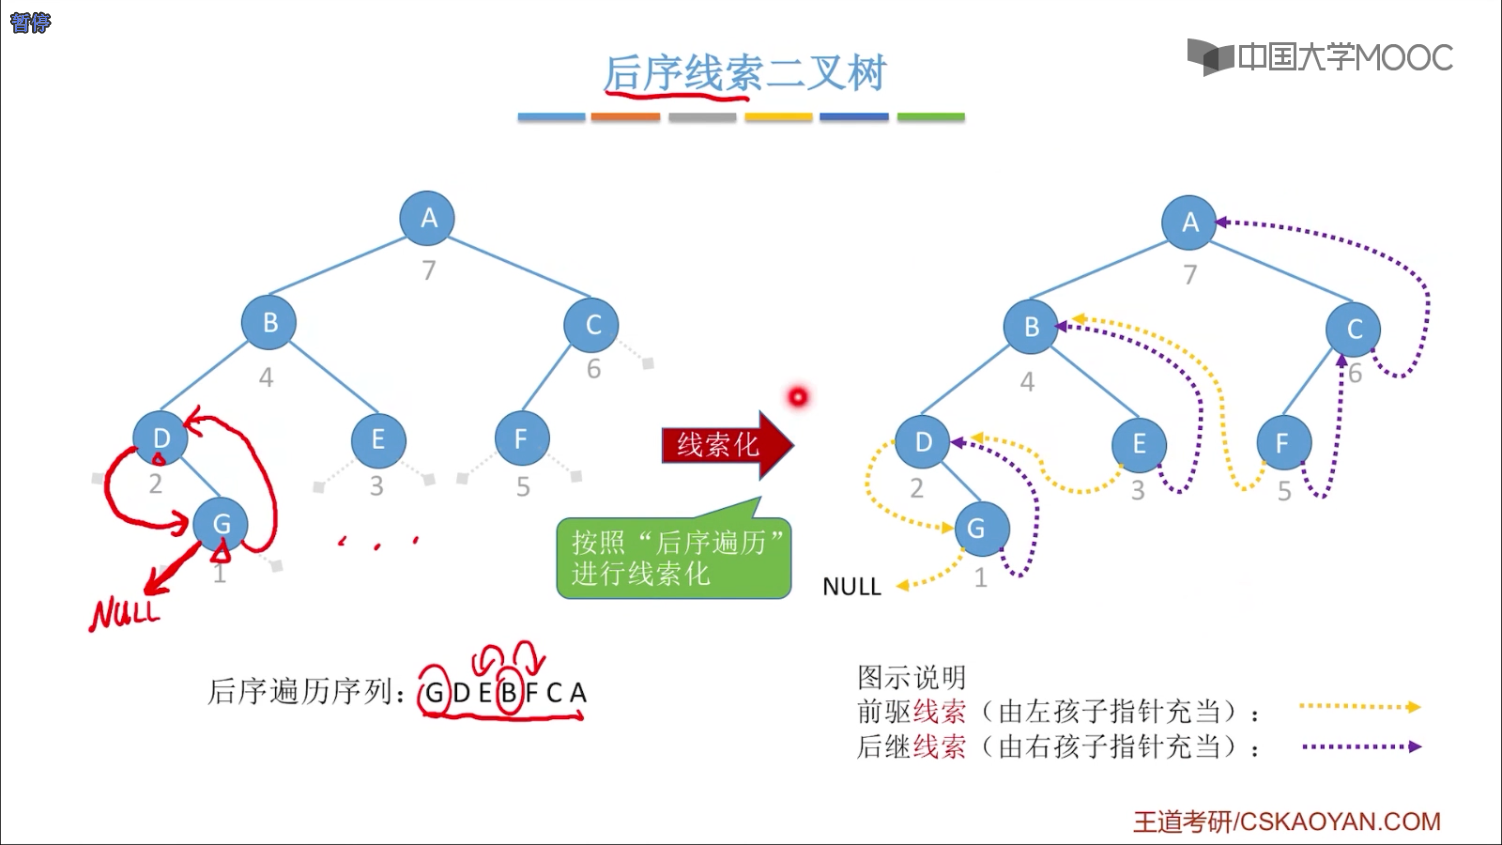 暂停
中国大学MOOC
后序线索二叉树
A
7
B
C
4
6
D
E
F
2
3
5
G
1
NULL
线索化
按照“后序遍历”
进行线索化
A
7
B
C
4
6
D
E
F
2
3
5
G
1
NULL
后序遍历序列：G D E B F C A
图示说明
前驱线索（由左孩子指针充当）：
后继线索（由右孩子指针充当）：
王道考研/CSKAOYAN.COM